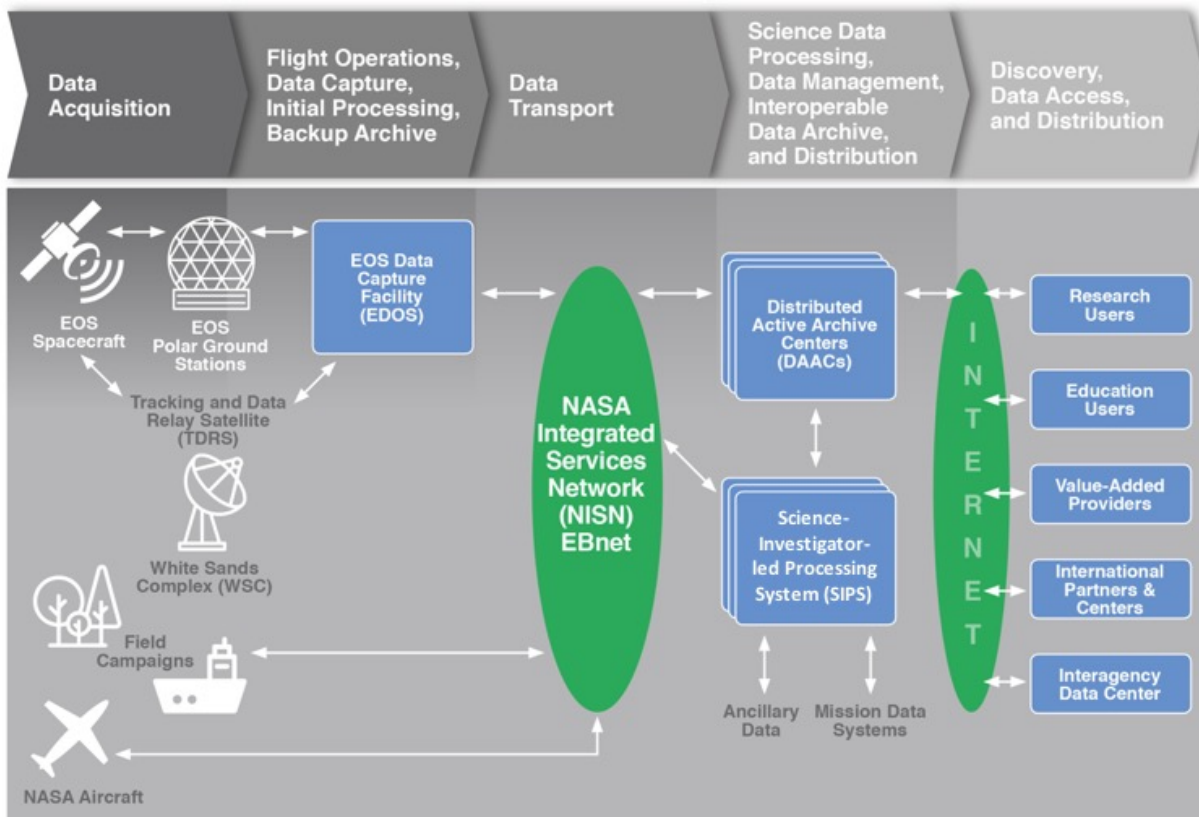 Data
Acquisition
Flight Operations,
Data Capture,
Initial Processing,
Backup Archive
Data
Transport
Science Data
Processing,
Data Management,
Interoperable
Data Archive,
and Distribution
Discovery,
Data Access,
and Distribution
EOS
Spacecraft
EOS
Polar Ground
Stations
EOS Data
Capture
Facility
(EDOS)
Tracking and Data
Relay Satellite
(TDRS)
White Sands
Complex (WSC)
Field
Campaigns
NASA Aircraft
NASA
Integrated
Services
Network
(NISN)
EBnet
Distributed
Active Archive
Centers
(DAACs)
Science-
Investigator-
led Processing
System (SIPS)
Ancillary
Data
Mission Data
Systems
INTERNET
Research
Users
Education
Users
Value-Added
Providers
International
Partners &
Centers
Interagency
Data Center